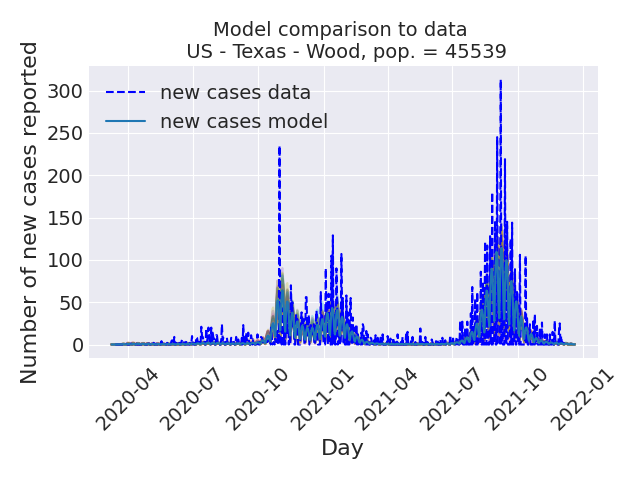 Model comparison to data
US - Texas - Wood, pop. = 45539
Number of new cases reported
300
250
200
150
100
50
0
new cases data
new cases model
2020-04
2020-07
2020-10
2021-01
2021-04
2021-07
2021-10
2022-01
Day